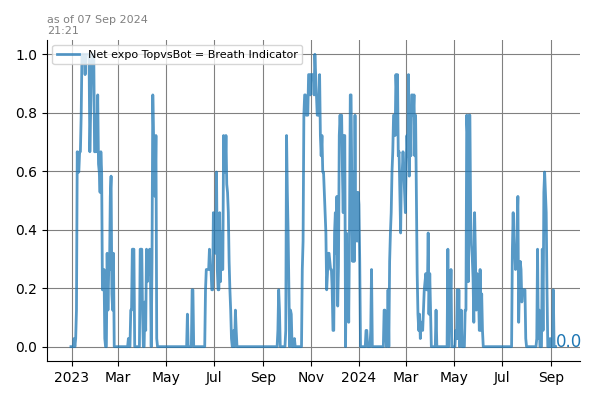 as of 07 Sep 2024
21:21
Net expo TopvsBot = Breath Indicator
1.0
0.8
0.6
0.4
0.2
0.0
0.0
2023 Mar May Jul Sep Nov 2024 Mar May Jul Sep